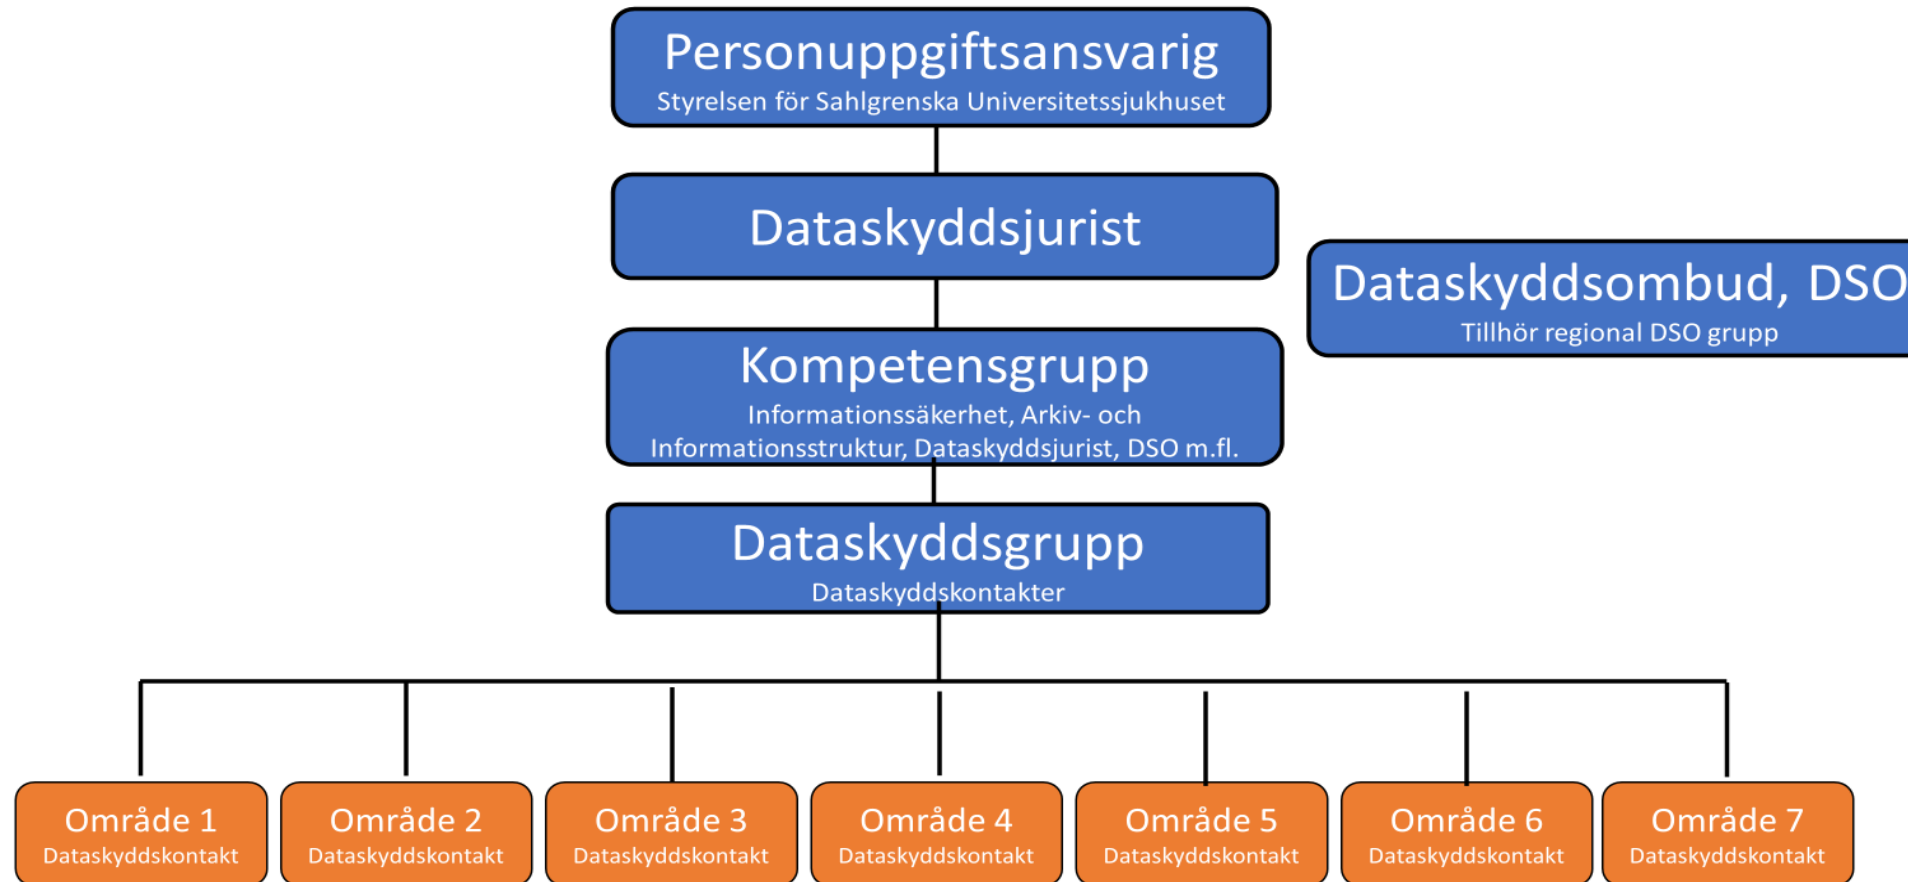 Personuppgiftsansvarig
Styrelsen för Sahlgrenska Universitetssjukhuset
Dataskyddsjurist
Dataskyddsombud, DSO
Tillhör regional DSO grupp
Kompetensgrupp
Informationssäkerhet, Arkiv- och
Informationsstruktur, Dataskyddsjurist, DSO m.fl.
Dataskyddsgrupp
Dataskyddskontakter
Område 1
Dataskyddskontakt
Område 2
Dataskyddskontakt
Område 3
Dataskyddskontakt
Område 4
Dataskyddskontakt
Område 5
Dataskyddskontakt
Område 6
Dataskyddskontakt
Område 7
Dataskyddskontakt